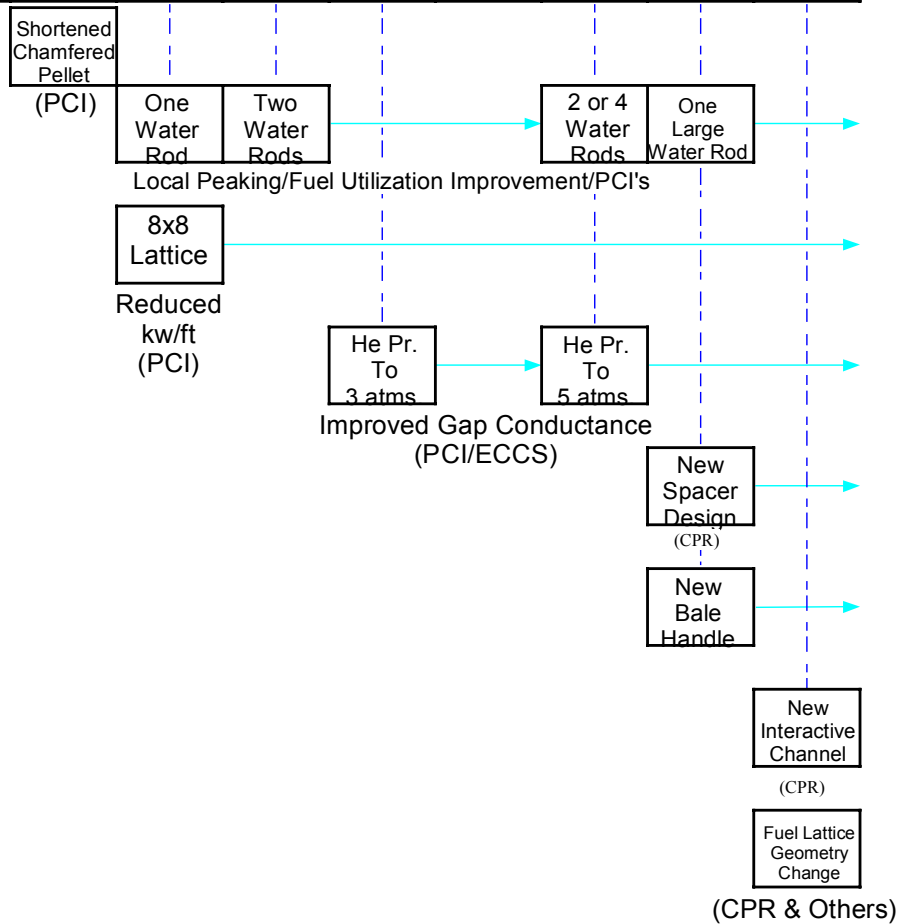 Shortened
Chamfered
Pellet
(PCI)
One
Water
Rod
Two
Water
Rods
2 or 4
Water
Rods
One
Large
Water Rod
Local Peaking/Fuel Utilization Improvement/PCI's
8x8
Lattice
Reduced
kw/ft
(PCI)
He Pr.
To
3 atms
He Pr.
To
5 atms
Improved Gap Conductance
(PCI/ECCS)
New
Spacer
Design
(CPR)
New
Bale
Handle
New
Interactive
Channel
(CPR)
Fuel Lattice
Geometry
Change
(CPR & Others)